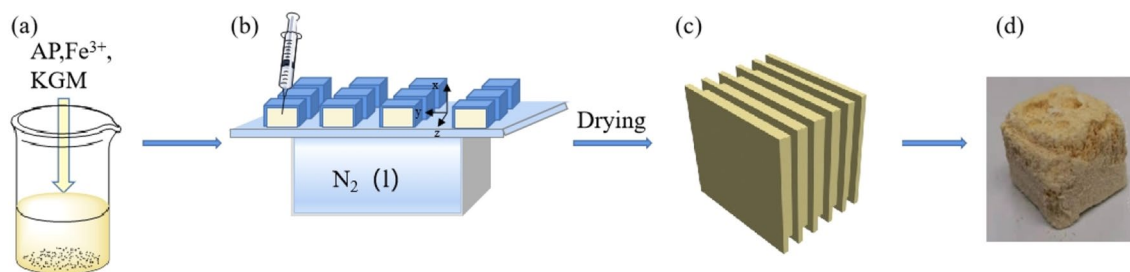 (a)
AP,Fe³⁺,
KGM
(b)
x
y
z
N₂ (l)
Drying
(c)
(d)